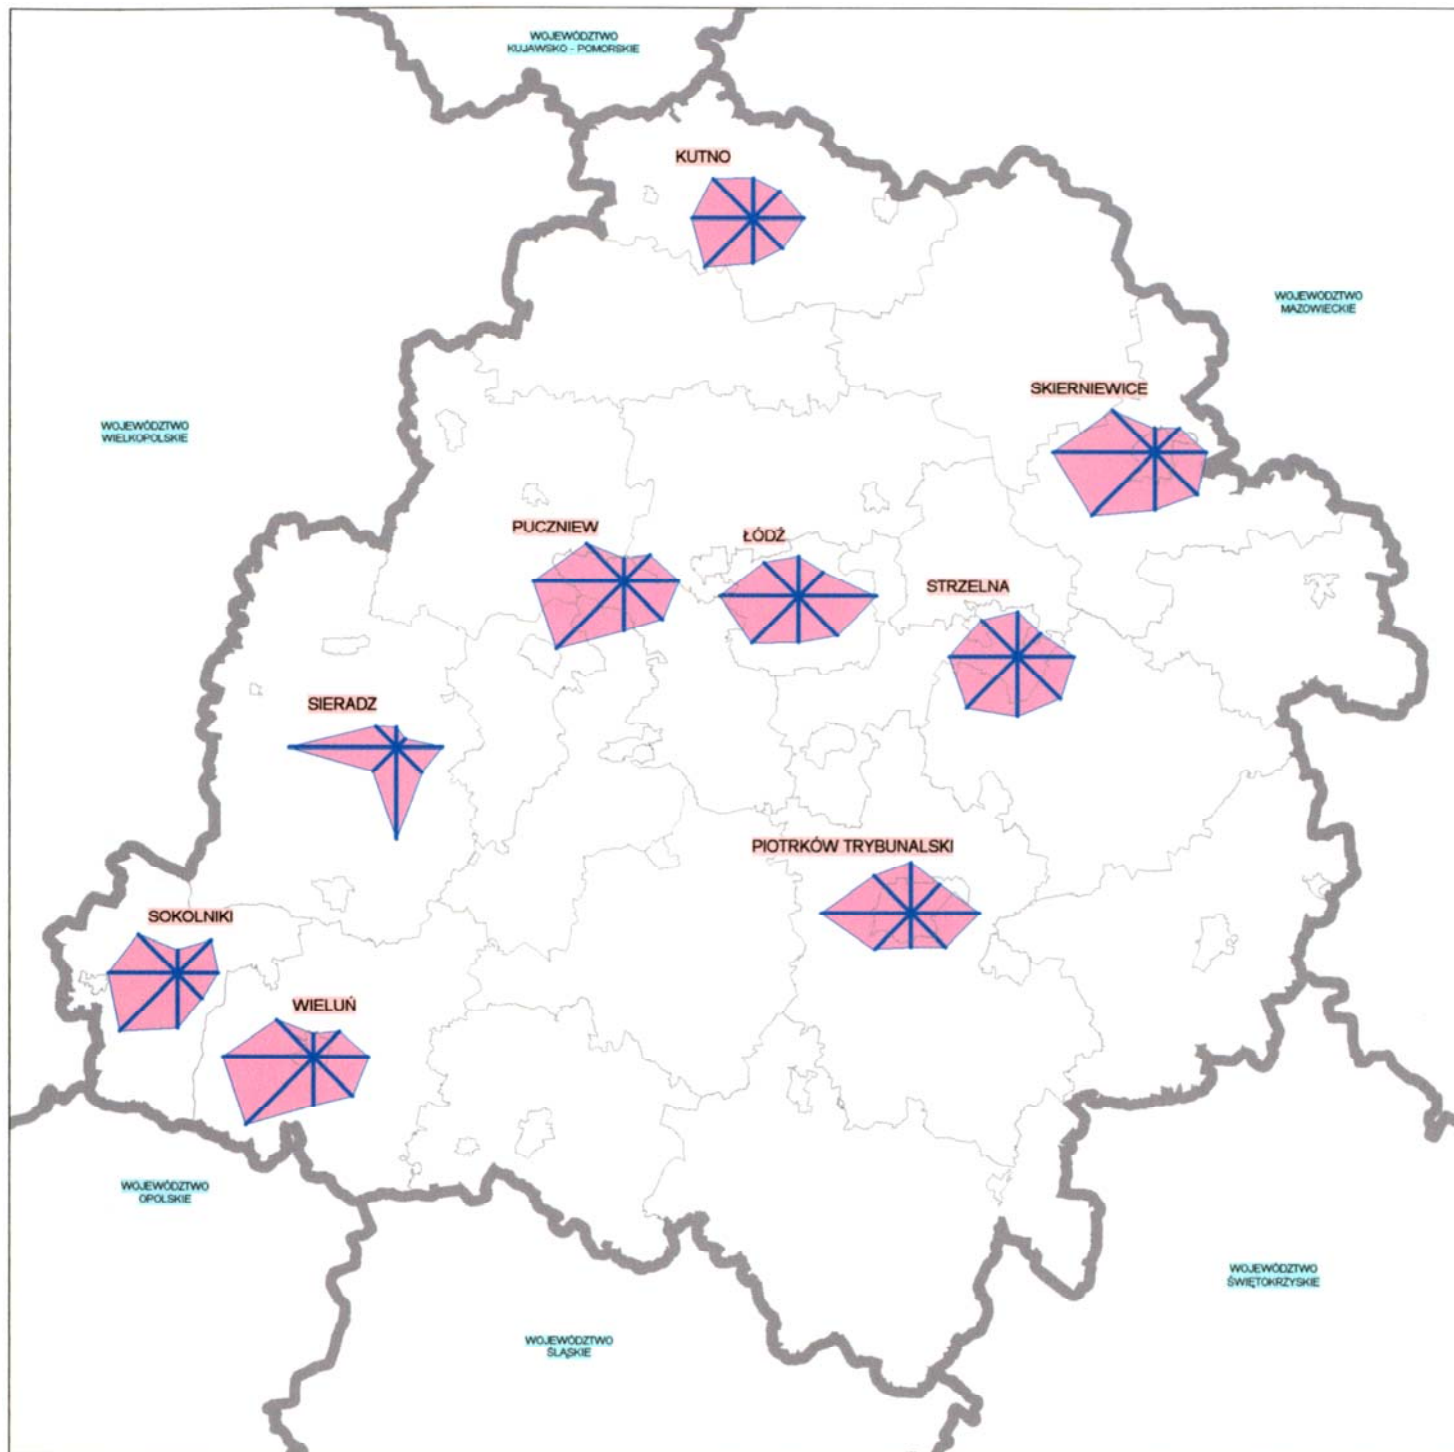 WOJEWÓDZTWO
KUJAWSKO - POMORSKIE
KUTNO
WOJEWÓDZTWO
MAZOWIECKIE
SKIERNIEWICE
WOJEWÓDZTWO
WIELKOPOLSKIE
PUCZNIEW
ŁÓDŹ
STRZELNA
SIERADZ
PIOTRKÓW TRYBUNALSKI
SOKOLNIKI
WIELUŃ
WOJEWÓDZTWO
OPOLSKIE
WOJEWÓDZTWO
ŚWIĘTOKRZYSKIE
WOJEWÓDZTWO
ŚLĄSKIE